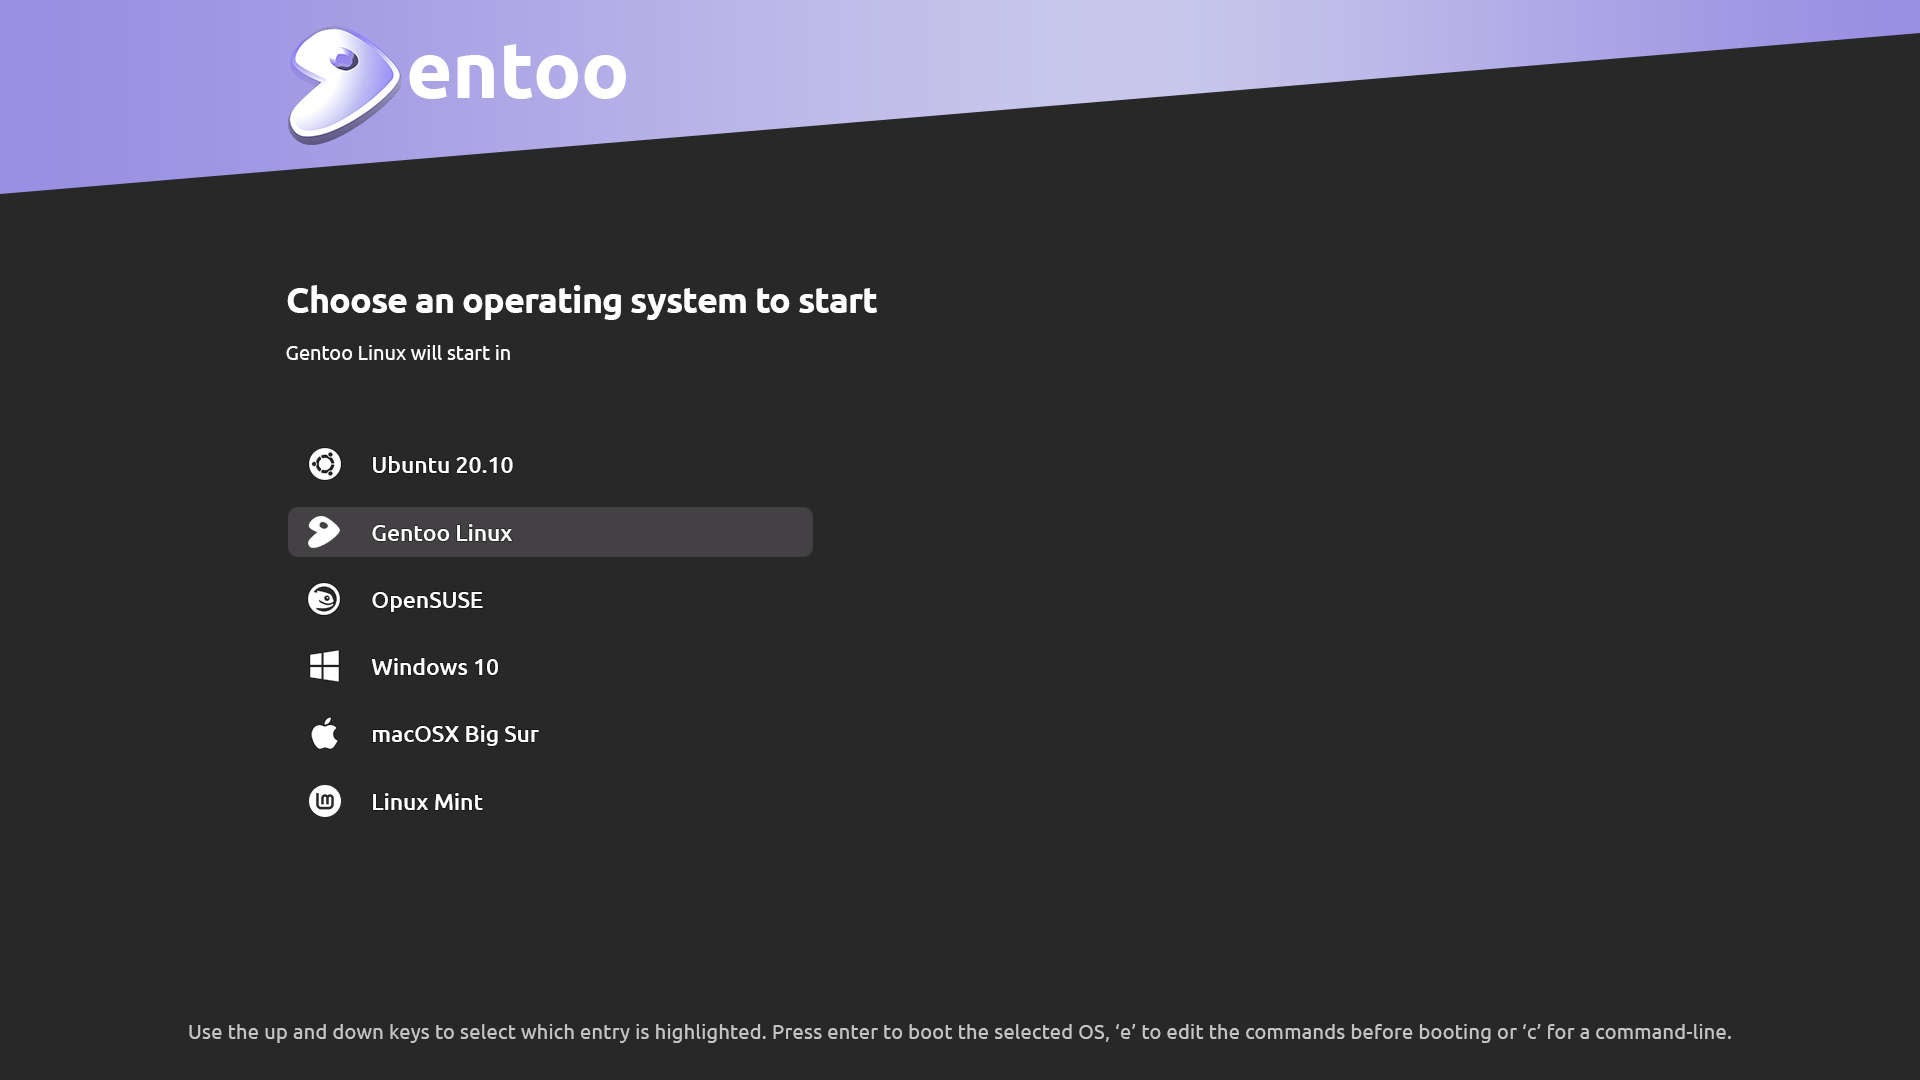 entoo
Choose an operating system to start
Gentoo Linux will start in
Ubuntu 20.10
Gentoo Linux
OpenSUSE
Windows 10
macOSX Big Sur
Linux Mint
Use the up and down keys to select which entry is highlighted. Press enter to boot the selected OS, ‘e’ to edit the commands before booting or ‘c’ for a command-line.